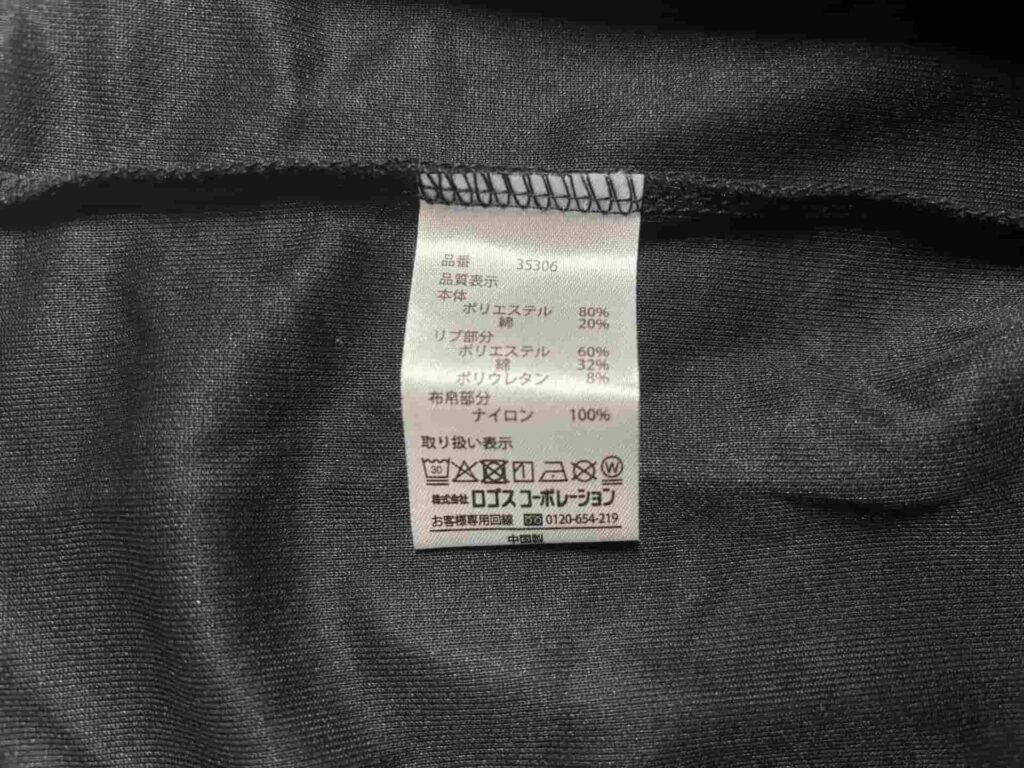 品番 35306
品質表示
本体
ポリエステル 80%
綿 20%
リブ部分
ポリエステル 60%
綿 32%
ポリウレタン 8%
布帛部分
ナイロン 100%
取り扱い表示
30 W
株式会社 ロゴス コーポレーション
お客様専用回線 0120-654-219
中国製